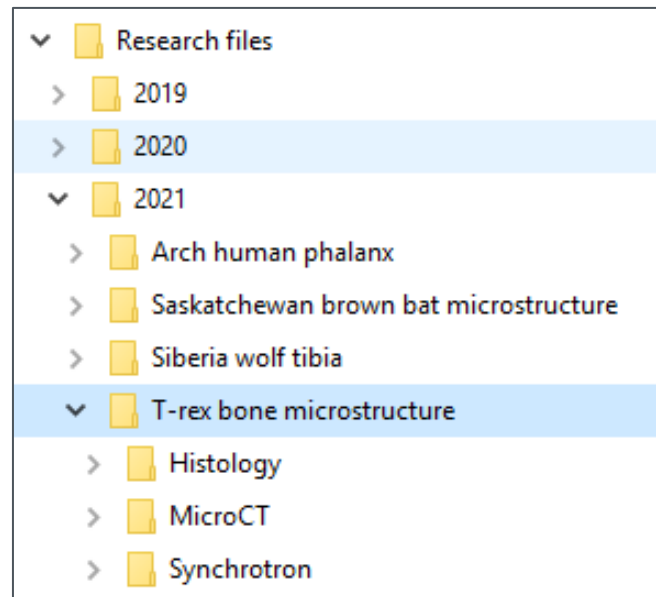 Research files
2019
2020
2021
Arch human phalanx
Saskatchewan brown bat microstructure
Siberia wolf tibia
T-rex bone microstructure
Histology
MicroCT
Synchrotron